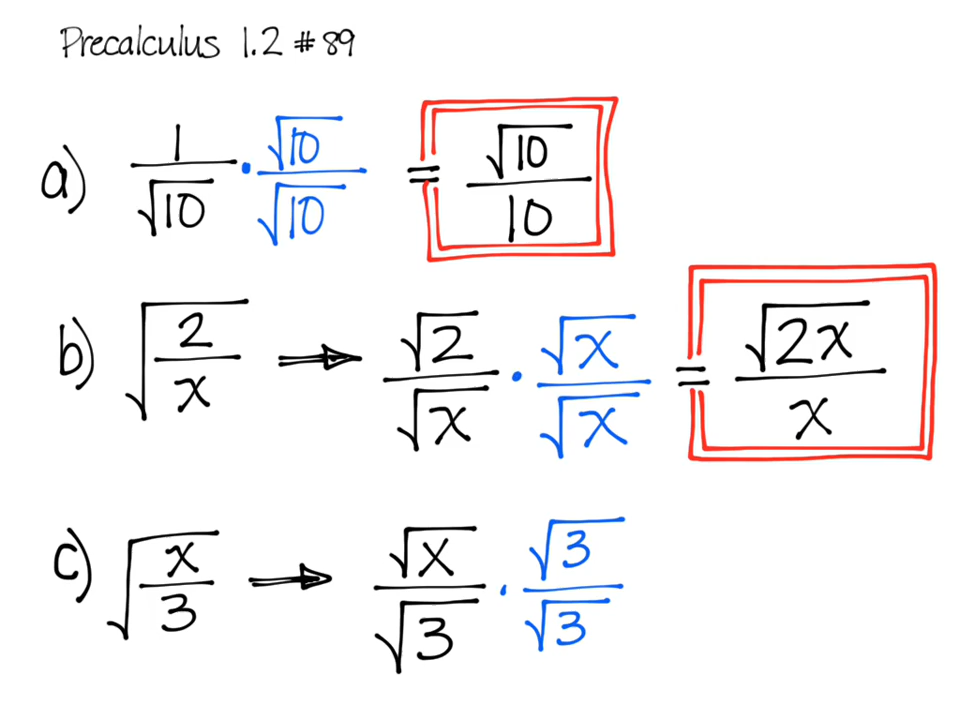 Precalculus 1.2 #89
a) 1/√10 · √10/√10 = √10/10
b) √(2/x) ⇒ √2/√x · √x/√x = √(2x)/x
c) √(x/3) ⇒ √x/√3 · √3/√3